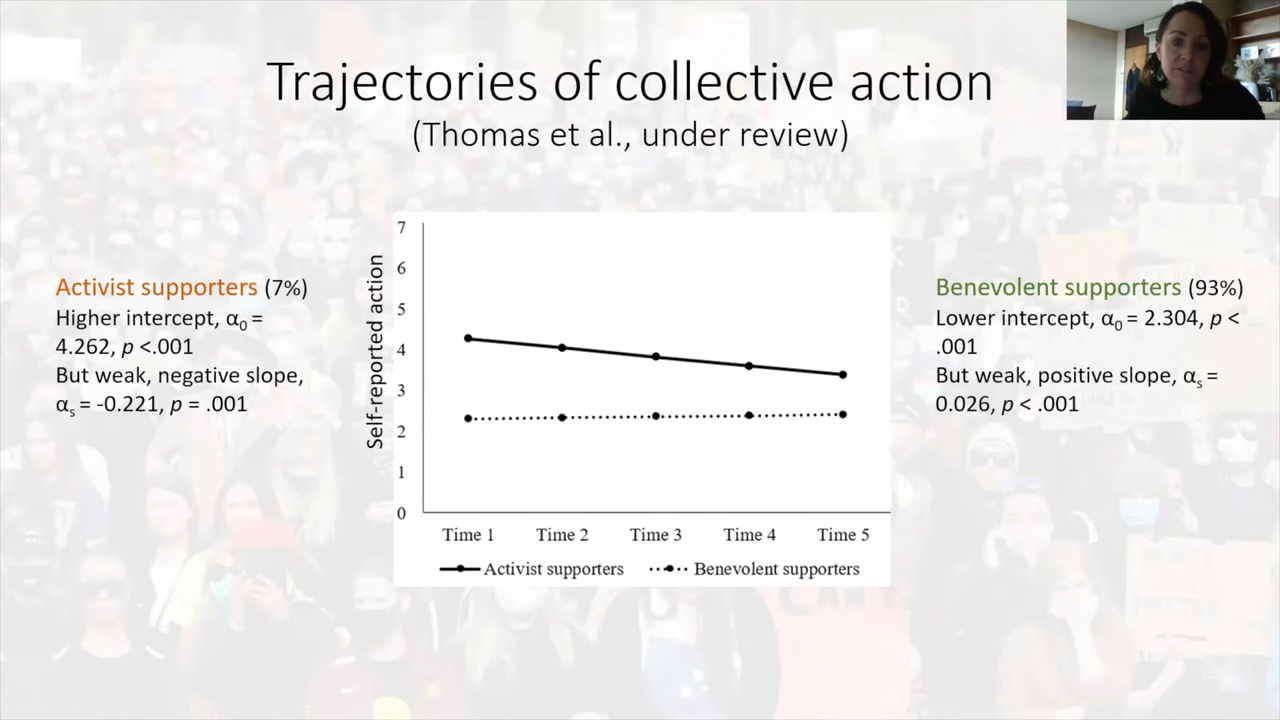 Trajectories of collective action
(Thomas et al., under review)
Activist supporters (7%)
Higher intercept, α0 =
4.262, p <.001
But weak, negative slope,
αs = -0.221, p = .001
Self-reported action
7
6
5
4
3
2
1
0
Time 1 Time 2 Time 3 Time 4 Time 5
Activist supporters Benevolent supporters
Benevolent supporters (93%)
Lower intercept, α0 = 2.304, p <
.001
But weak, positive slope, αs =
0.026, p < .001